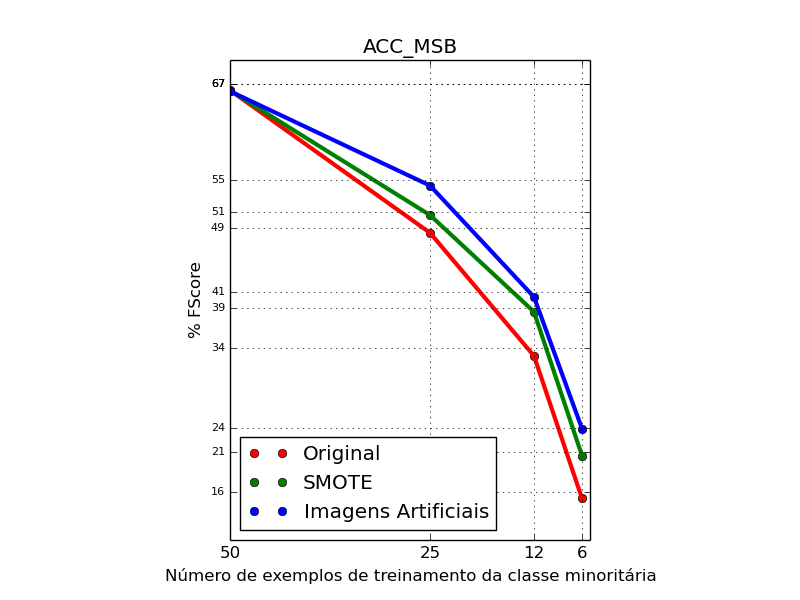 ACC_MSB
67
55
51
49
41
39
34
24
21
16
% FScore
Original
SMOTE
Imagens Artificiais
50 25 12 6
Número de exemplos de treinamento da classe minoritária